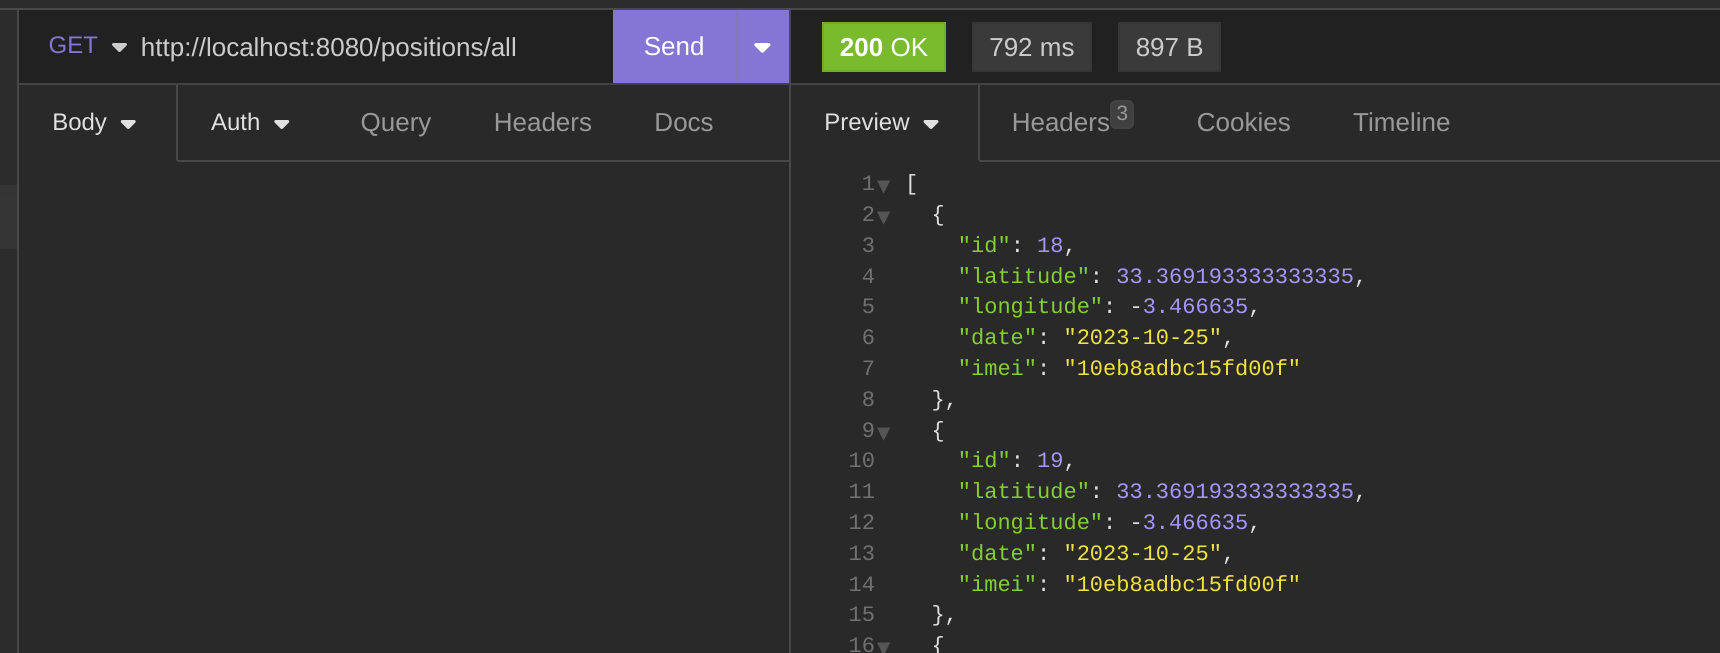 GET http://localhost:8080/positions/all Send 200 OK 792 ms 897 B
Body Auth Query Headers Docs Preview Headers 3 Cookies Timeline
1 [
2 {
3 "id": 18,
4 "latitude": 33.369193333333335,
5 "longitude": -3.466635,
6 "date": "2023-10-25",
7 "imei": "10eb8adbc15fd00f"
8 },
9 {
10 "id": 19,
11 "latitude": 33.369193333333335,
12 "longitude": -3.466635,
13 "date": "2023-10-25",
14 "imei": "10eb8adbc15fd00f"
15 },
16 {